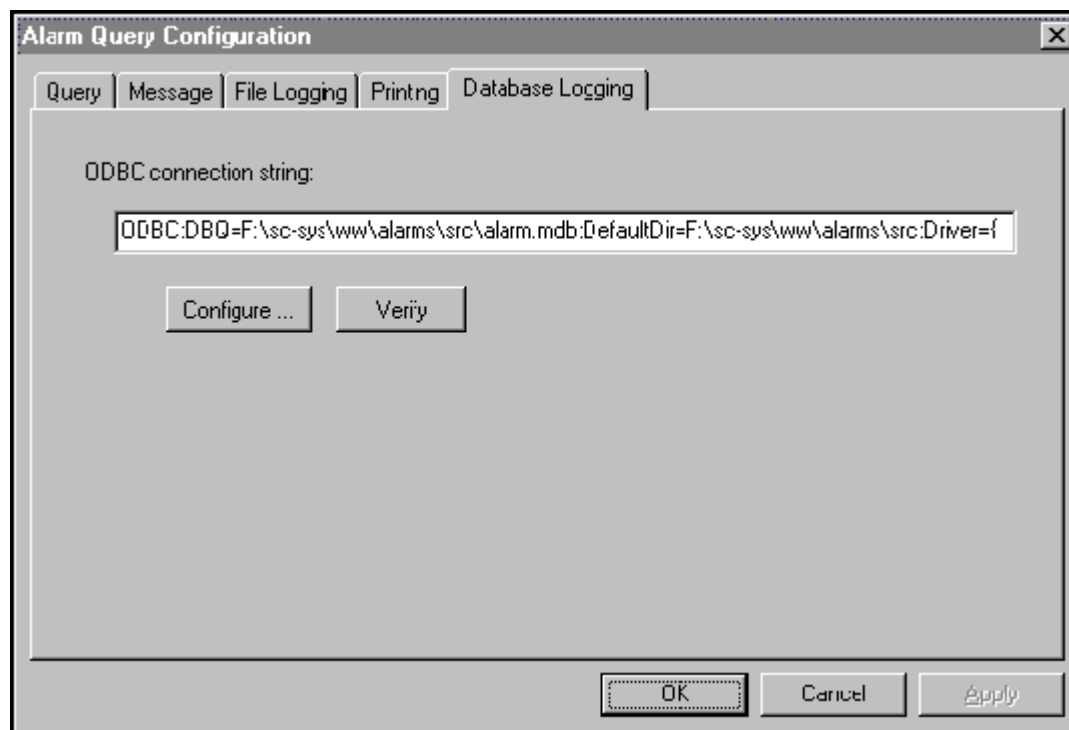 Alarm Query Configuration
Query Message File Logging Printng Database Logging
ODBC connection string:
ODBC:DBQ=F:\sc-sys\ww\alarms\src\alarm.mdb:DefaultDir=F:\sc-sys\ww\alarms\src:Driver={
Configure ... Verify
OK Cancel Apply